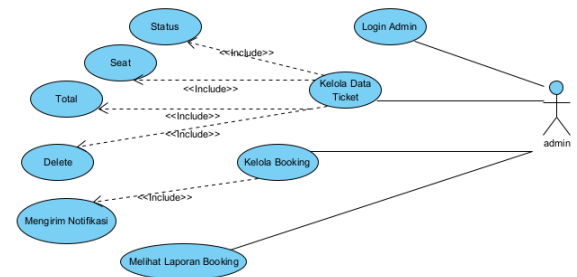 Status
Login Admin
<<Include>>
Seat
<<Include>>
Kelola Data
Ticket
Total
<<Include>>
admin
<<Include>>
Delete
Kelola Booking
<<Include>>
Mengirim Notifikasi
Melihat Laporan Booking